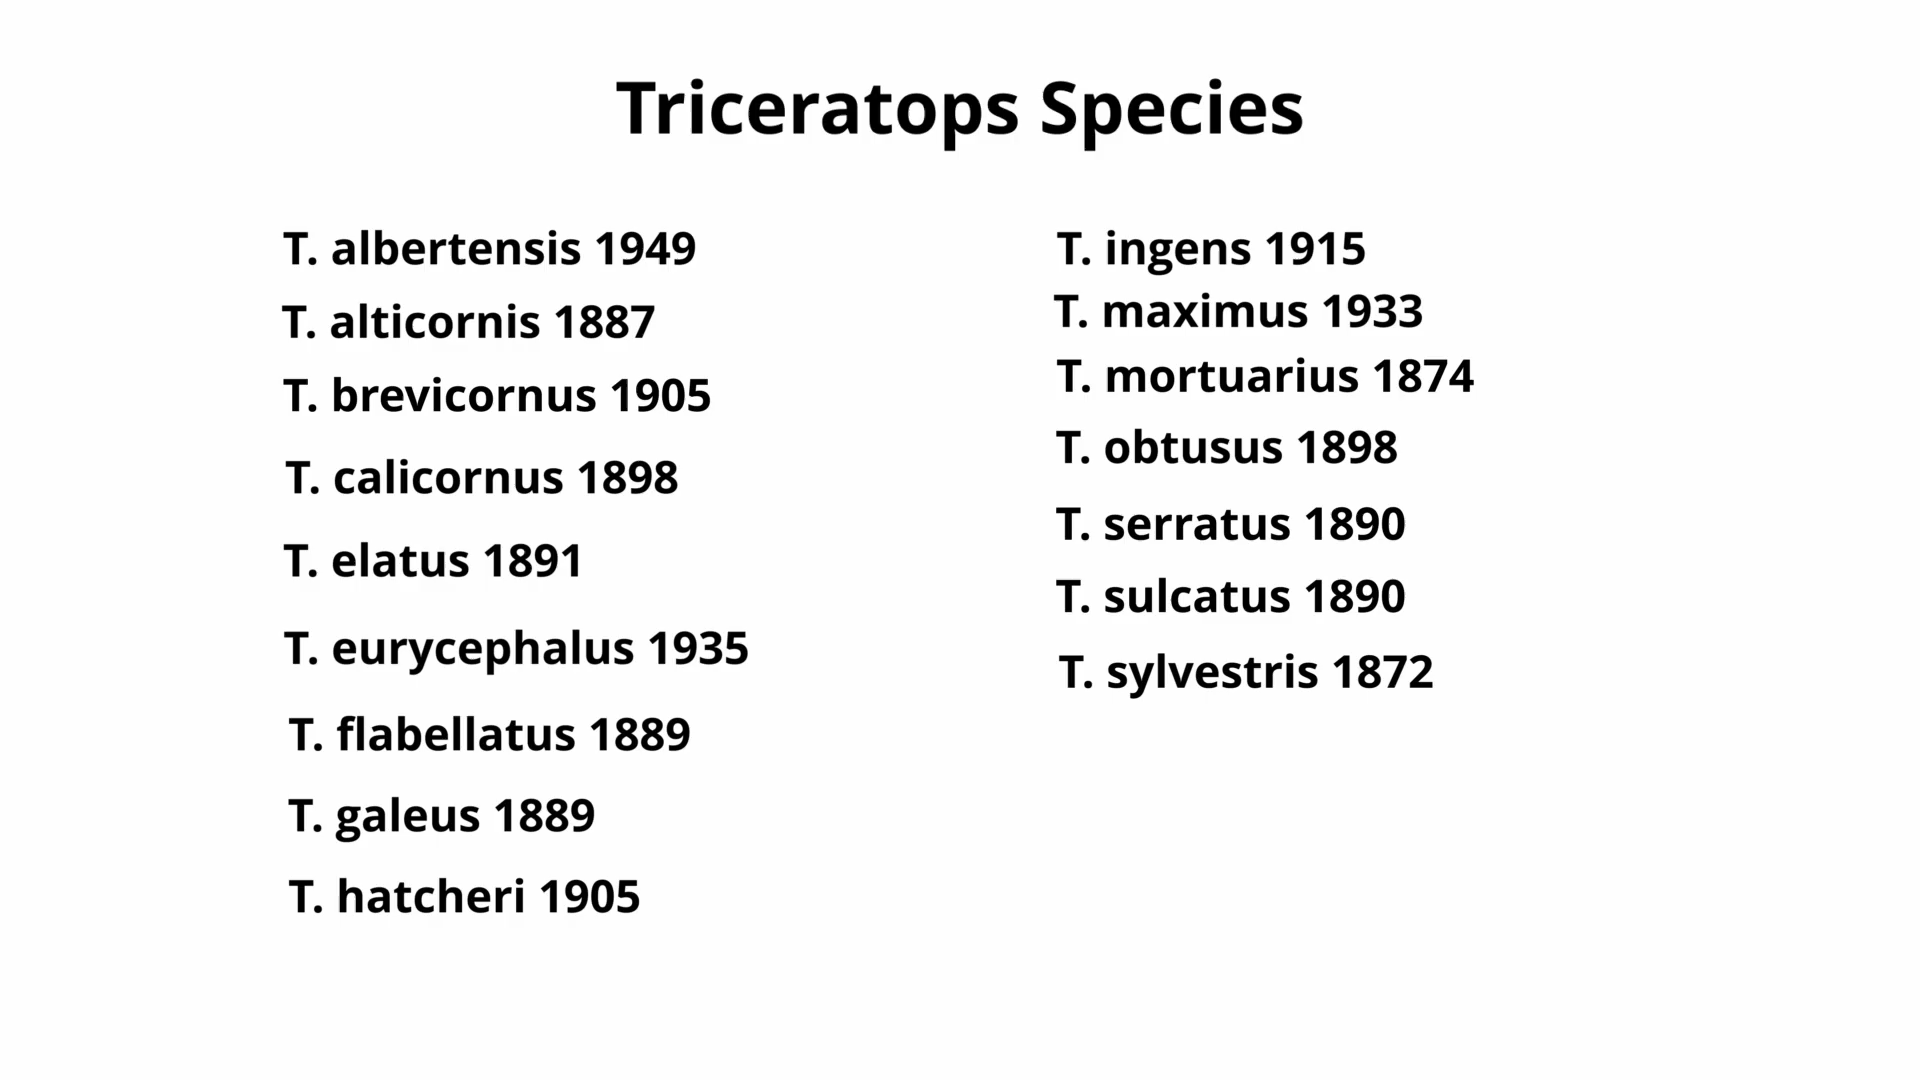 Triceratops Species
T. albertensis 1949
T. alticornis 1887
T. brevicornus 1905
T. calicornus 1898
T. elatus 1891
T. eurycephalus 1935
T. flabellatus 1889
T. galeus 1889
T. hatcheri 1905
T. ingens 1915
T. maximus 1933
T. mortuarius 1874
T. obtusus 1898
T. serratus 1890
T. sulcatus 1890
T. sylvestris 1872